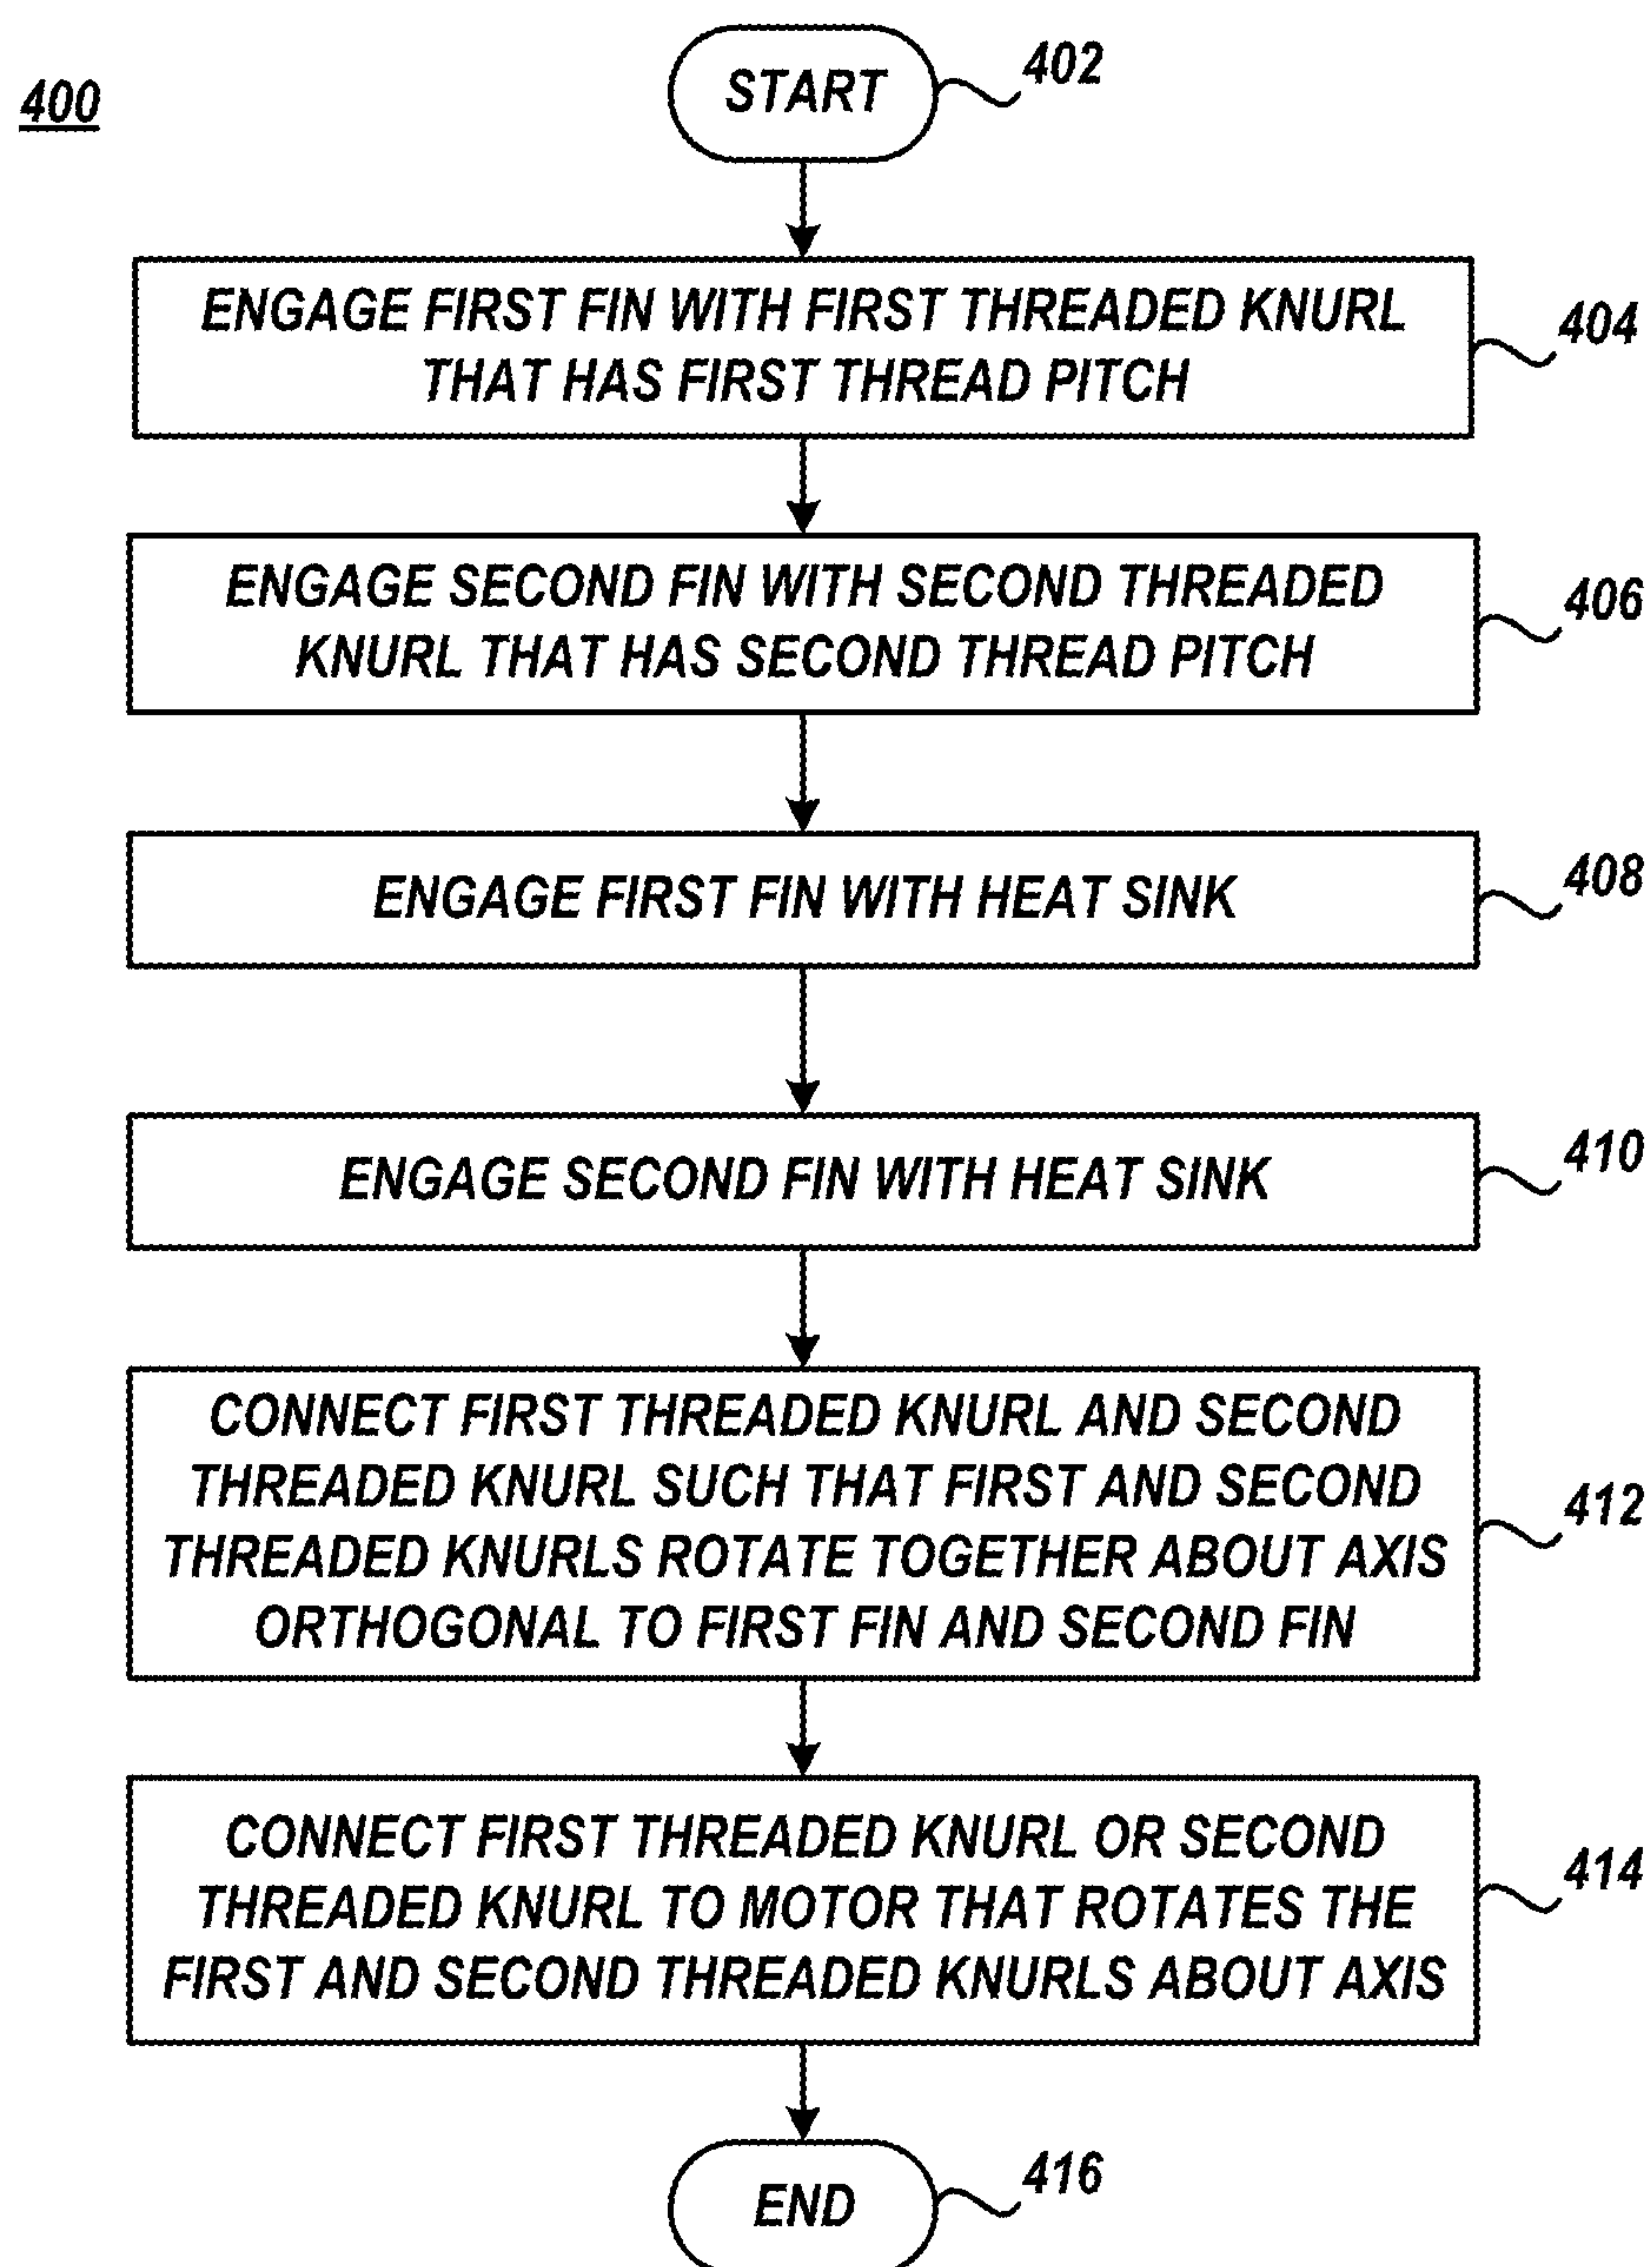 400
START
402
ENGAGE FIRST FIN WITH FIRST THREADED KNURL
THAT HAS FIRST THREAD PITCH
404
ENGAGE SECOND FIN WITH SECOND THREADED
KNURL THAT HAS SECOND THREAD PITCH
406
ENGAGE FIRST FIN WITH HEAT SINK
408
ENGAGE SECOND FIN WITH HEAT SINK
410
CONNECT FIRST THREADED KNURL AND SECOND
THREADED KNURL SUCH THAT FIRST AND SECOND
THREADED KNURLS ROTATE TOGETHER ABOUT AXIS
ORTHOGONAL TO FIRST FIN AND SECOND FIN
412
CONNECT FIRST THREADED KNURL OR SECOND
THREADED KNURL TO MOTOR THAT ROTATES THE
FIRST AND SECOND THREADED KNURLS ABOUT AXIS
414
END
416